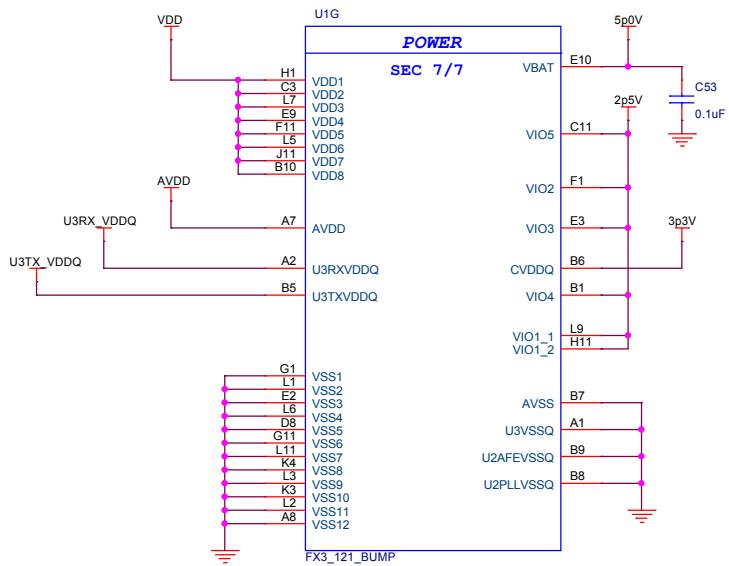 U1G
VDD
5p0V
POWER
SEC 7/7
H1 VDD1
C3 VDD2
L7 VDD3
E9 VDD4
F11 VDD5
L5 VDD6
J11 VDD7
B10 VDD8
VBAT E10
C53
0.1uF
2p5V
VIO5 C11
AVDD
A7 AVDD
VIO2 F1
U3RX_VDDQ
VIO3 E3
3p3V
U3TX_VDDQ
A2 U3RXVDDQ
CVDDQ B6
B5 U3TXVDDQ
VIO4 B1
VIO1_1 L9
VIO1_2 H11
G1 VSS1
L1 VSS2
E2 VSS3
L6 VSS4
D8 VSS5
G11 VSS6
L11 VSS7
K4 VSS8
L3 VSS9
K3 VSS10
L2 VSS11
A8 VSS12
AVSS B7
U3VSSQ A1
U2AFEVSSQ B9
U2PLLVSSQ B8
FX3_121_BUMP